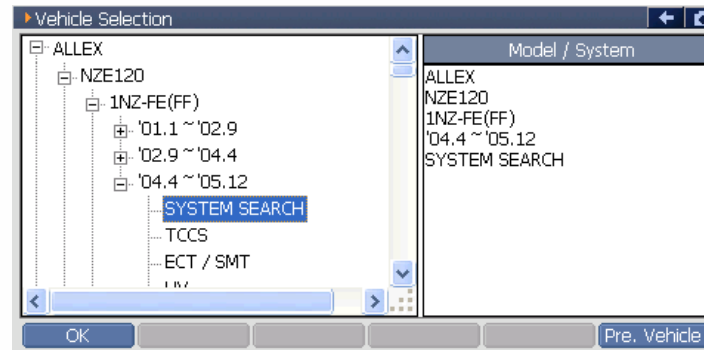 Vehicle Selection
ALLEX
NZE120
1NZ-FE(FF)
'01.1 ~ '02.9
'02.9 ~ '04.4
'04.4 ~ '05.12
SYSTEM SEARCH
TCCS
ECT / SMT
Model / System
ALLEX
NZE120
1NZ-FE(FF)
'04.4 ~ '05.12
SYSTEM SEARCH
OK
Pre. Vehicle